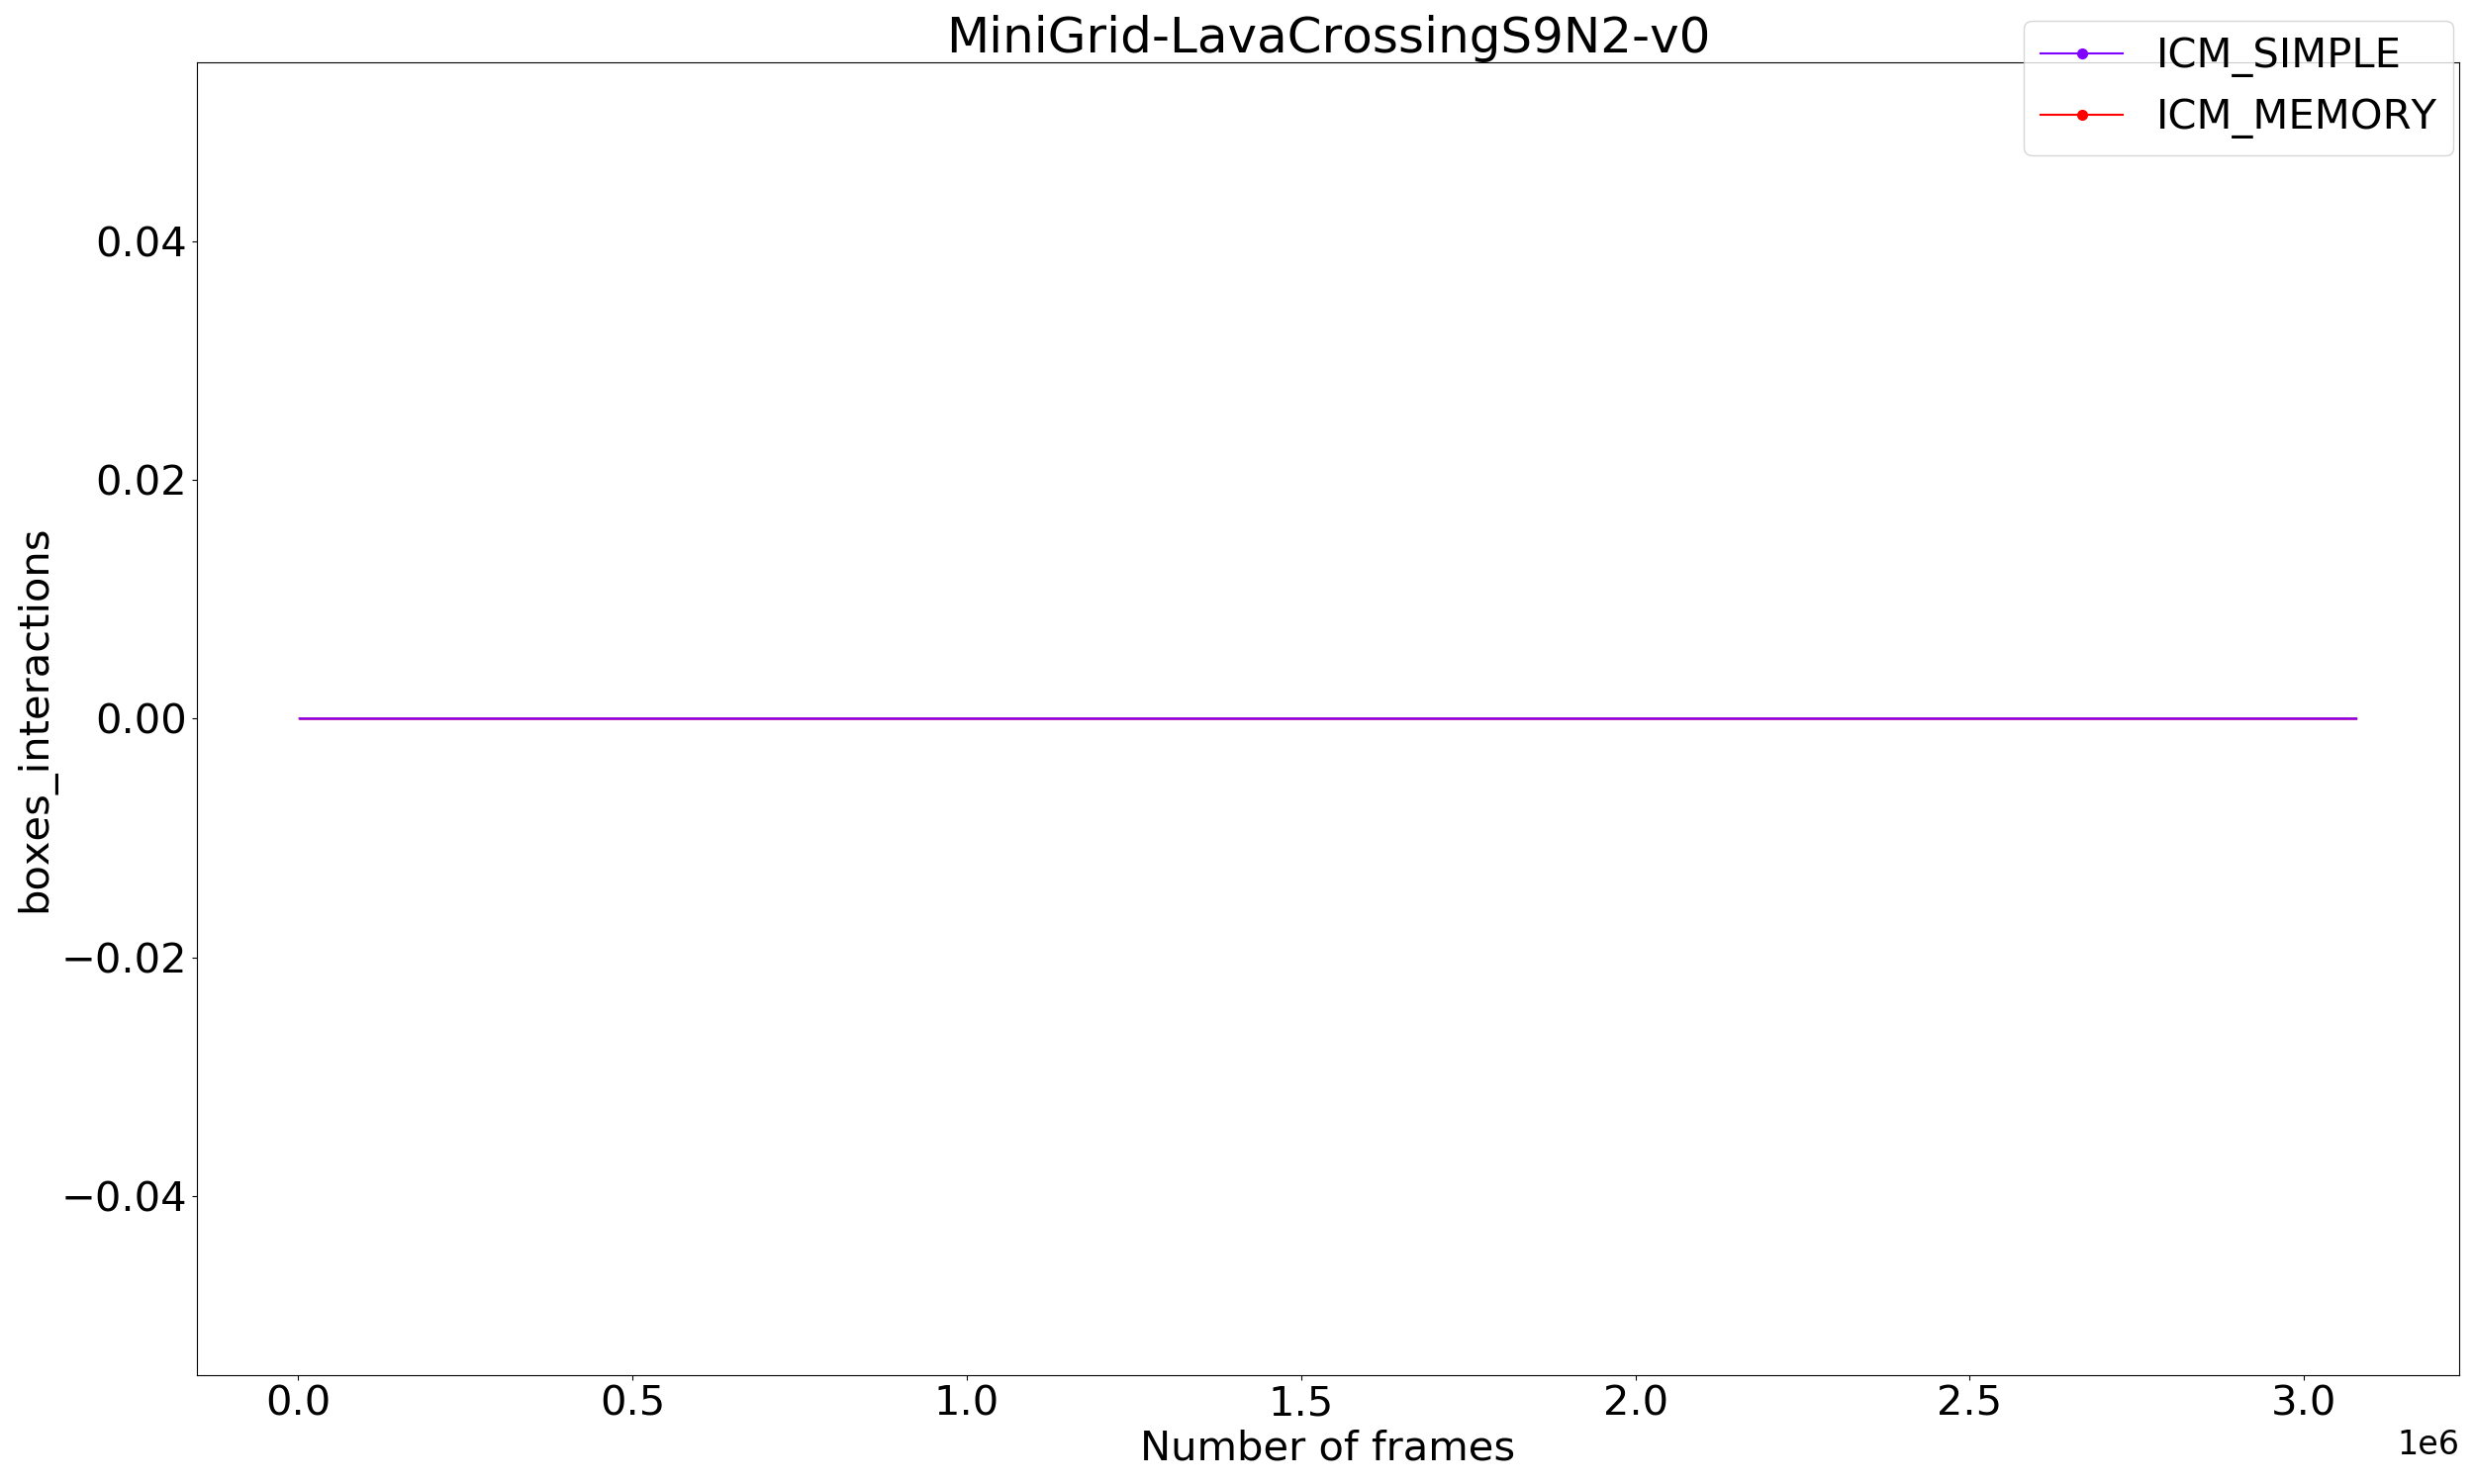 MiniGrid-LavaCrossingS9N2-v0
ICM_SIMPLE
ICM_MEMORY
boxes_interactions
0.04
0.02
0.00
−0.02
−0.04
0.0 0.5 1.0 1.5 2.0 2.5 3.0
Number of frames
1e6